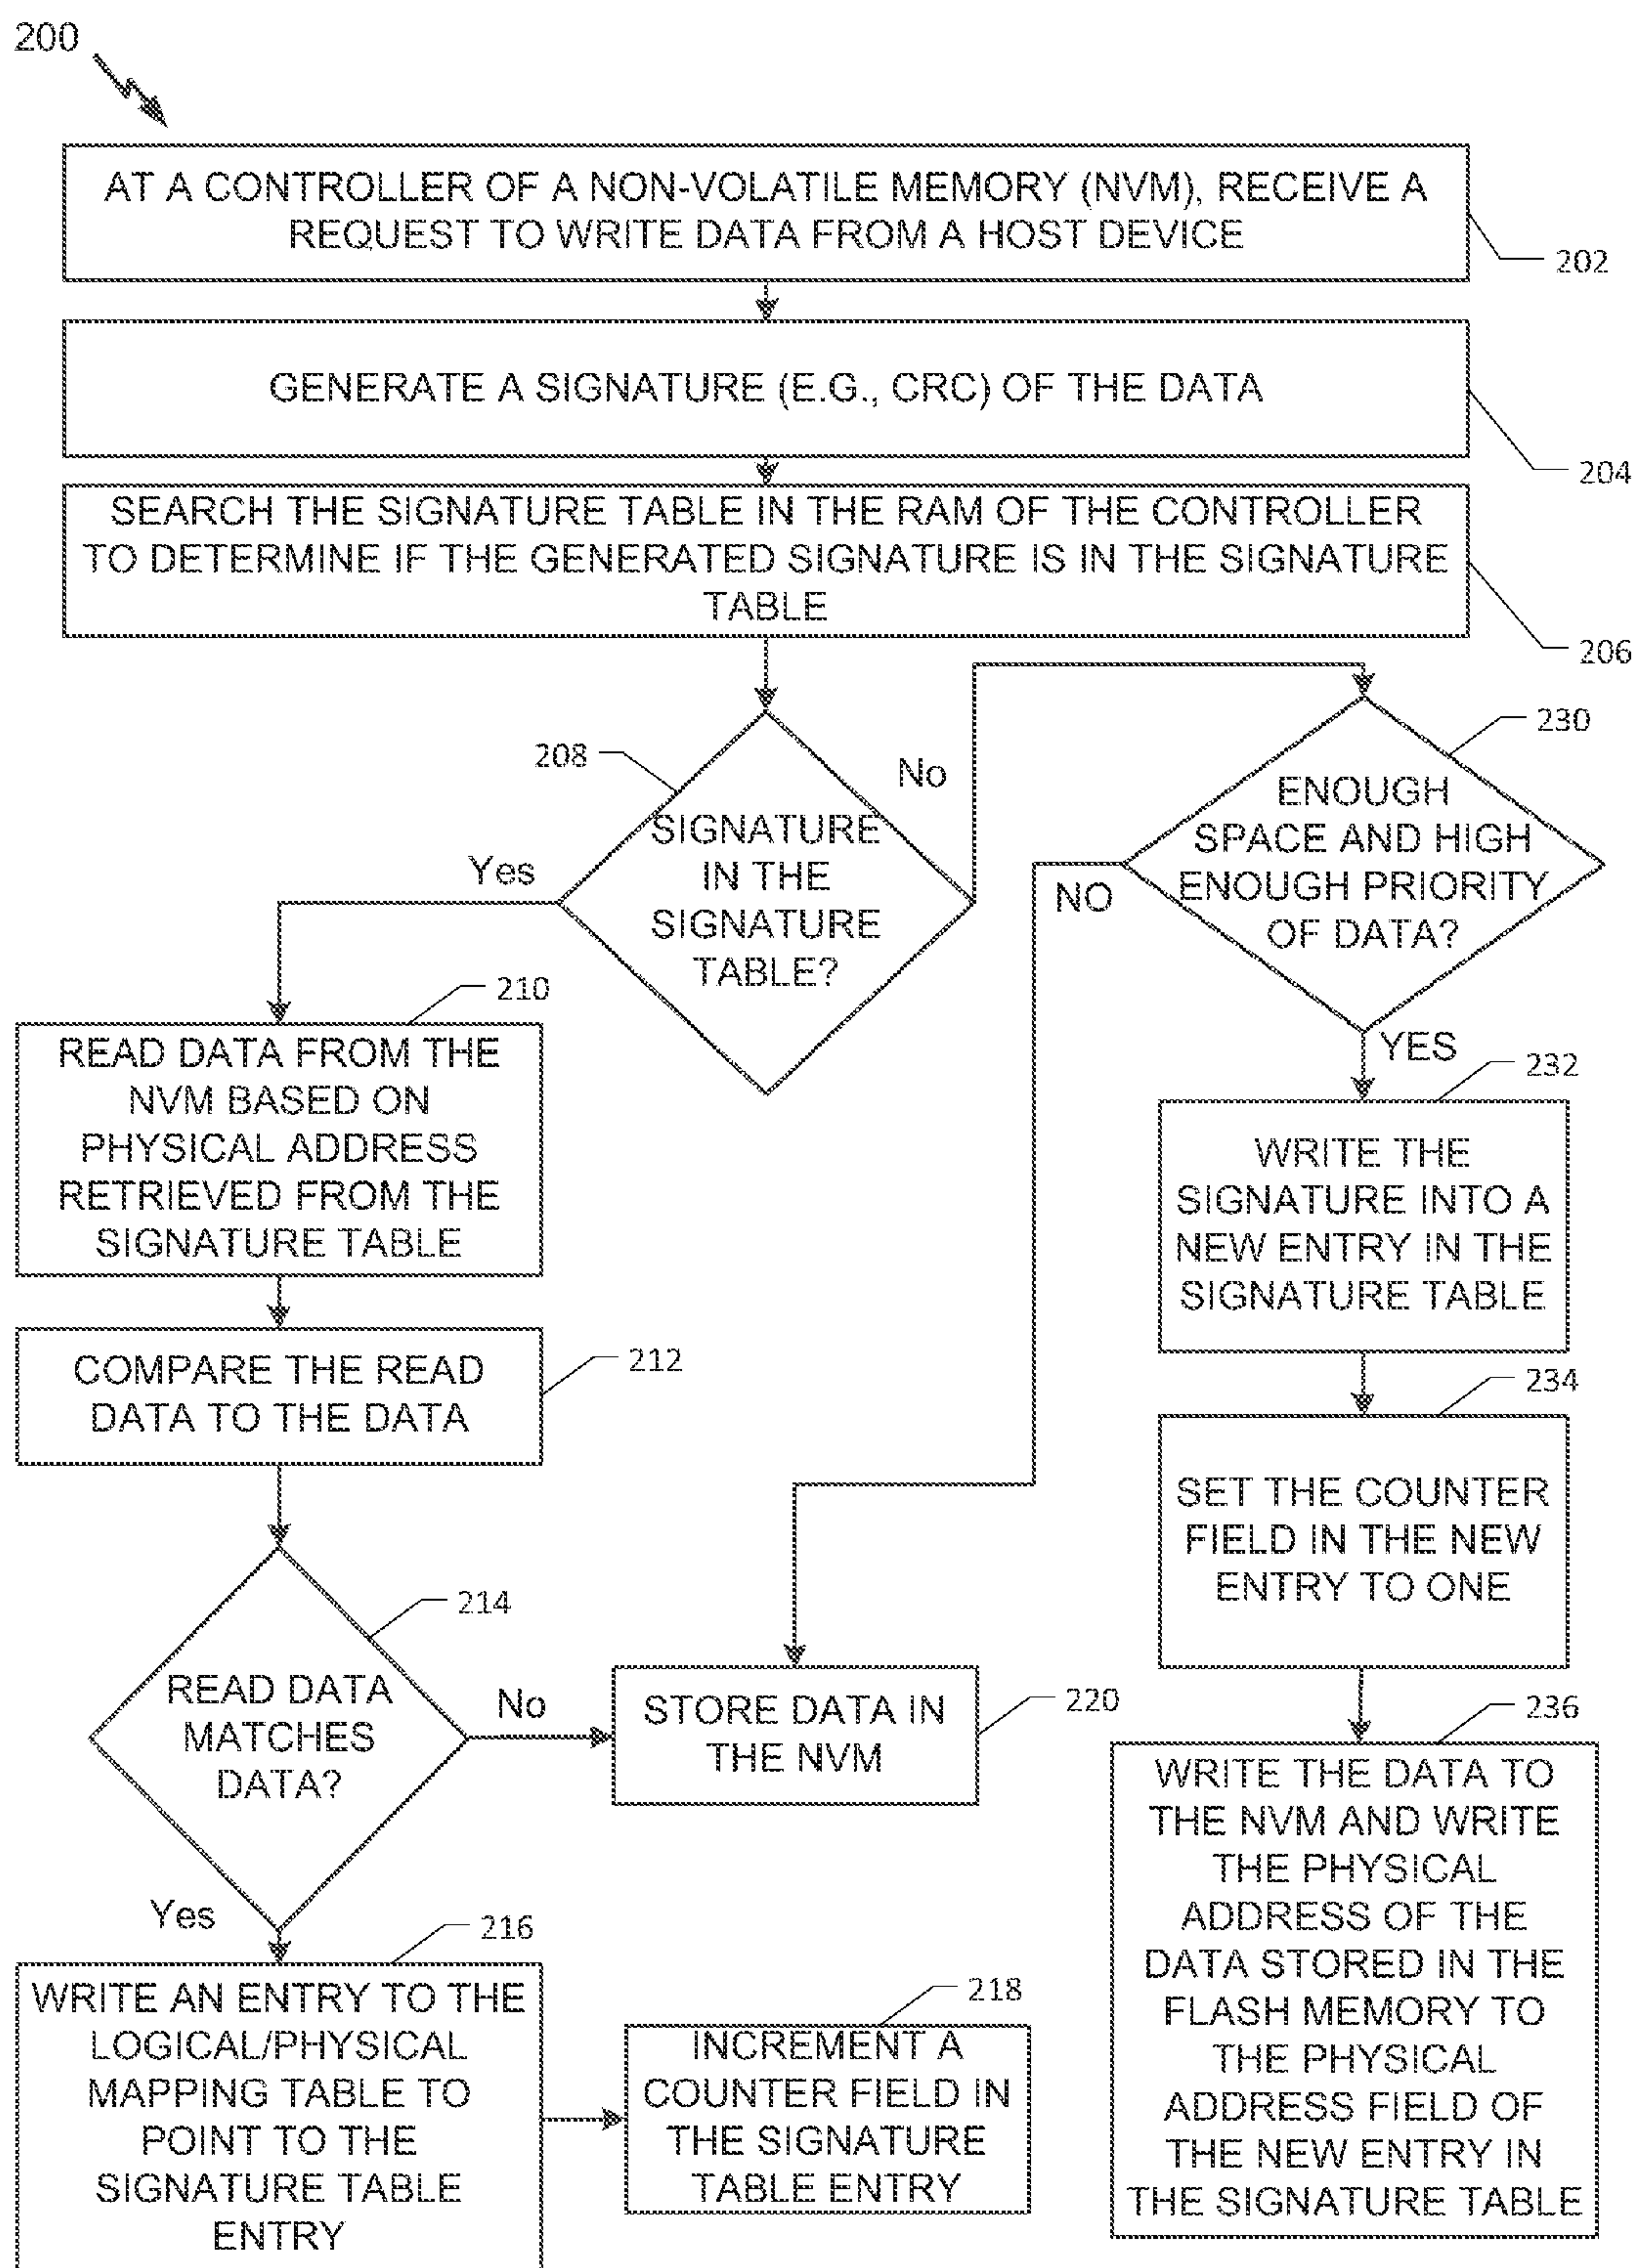 200
AT A CONTROLLER OF A NON-VOLATILE MEMORY (NVM), RECEIVE A
REQUEST TO WRITE DATA FROM A HOST DEVICE
202
GENERATE A SIGNATURE (E.G., CRC) OF THE DATA
204
SEARCH THE SIGNATURE TABLE IN THE RAM OF THE CONTROLLER
TO DETERMINE IF THE GENERATED SIGNATURE IS IN THE SIGNATURE
TABLE
206
208
SIGNATURE
IN THE
SIGNATURE
TABLE?
Yes
No
230
ENOUGH
SPACE AND HIGH
ENOUGH PRIORITY
OF DATA?
NO
YES
210
READ DATA FROM THE
NVM BASED ON
PHYSICAL ADDRESS
RETRIEVED FROM THE
SIGNATURE TABLE
232
WRITE THE
SIGNATURE INTO A
NEW ENTRY IN THE
SIGNATURE TABLE
212
COMPARE THE READ
DATA TO THE DATA
234
SET THE COUNTER
FIELD IN THE NEW
ENTRY TO ONE
214
READ DATA
MATCHES
DATA?
No
Yes
220
STORE DATA IN
THE NVM
236
WRITE THE DATA TO
THE NVM AND WRITE
THE PHYSICAL
ADDRESS OF THE
DATA STORED IN THE
FLASH MEMORY TO
THE PHYSICAL
ADDRESS FIELD OF
THE NEW ENTRY IN
THE SIGNATURE TABLE
216
WRITE AN ENTRY TO THE
LOGICAL/PHYSICAL
MAPPING TABLE TO
POINT TO THE
SIGNATURE TABLE
ENTRY
218
INCREMENT A
COUNTER FIELD IN
THE SIGNATURE
TABLE ENTRY